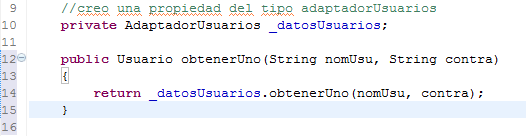 9 //creo una propiedad del tipo adaptadorUsuarios
10 private AdaptadorUsuarios _datosUsuarios;
11
12 public Usuario obtenerUno(String nomUsu, String contra)
13 {
14 return _datosUsuarios.obtenerUno(nomUsu, contra);
15 }
16